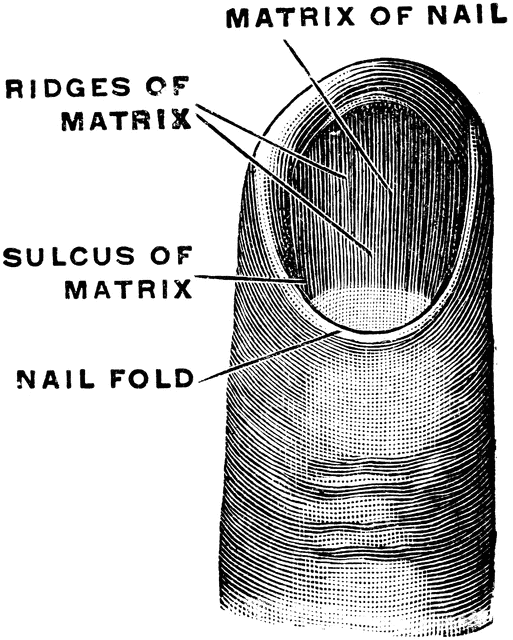 MATRIX OF NAIL
RIDGES OF
MATRIX
SULCUS OF
MATRIX
NAIL FOLD